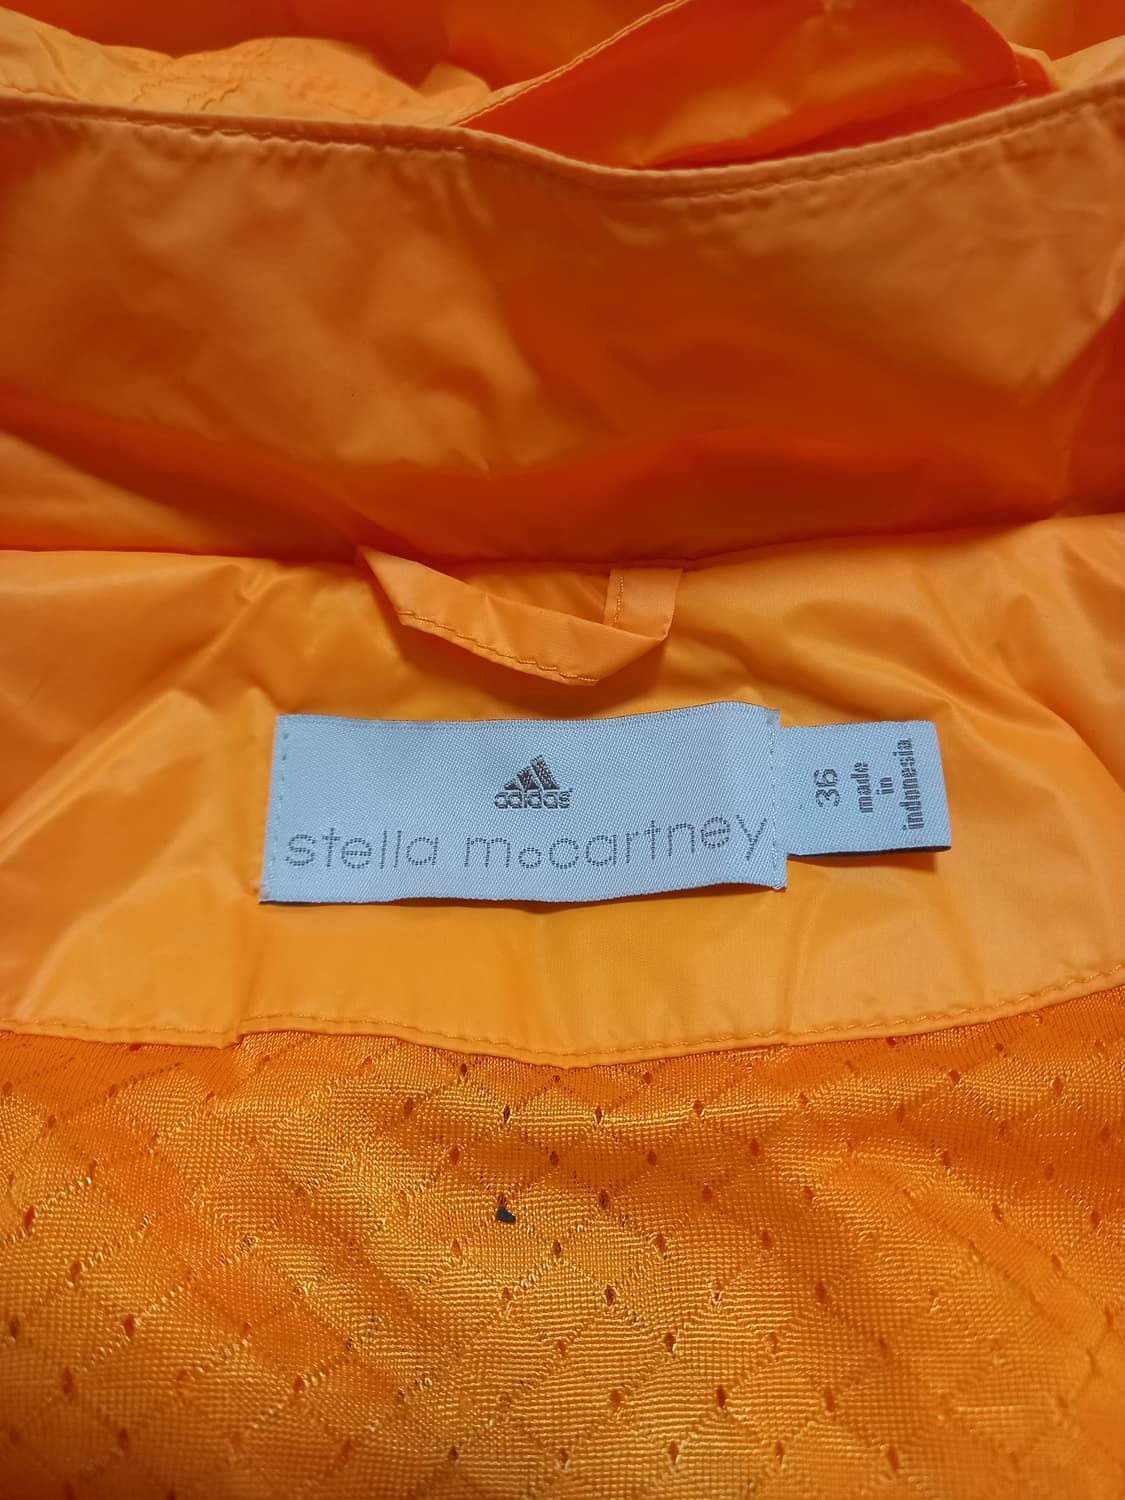 adidas
stella mccartney
36
made
in
indonesia